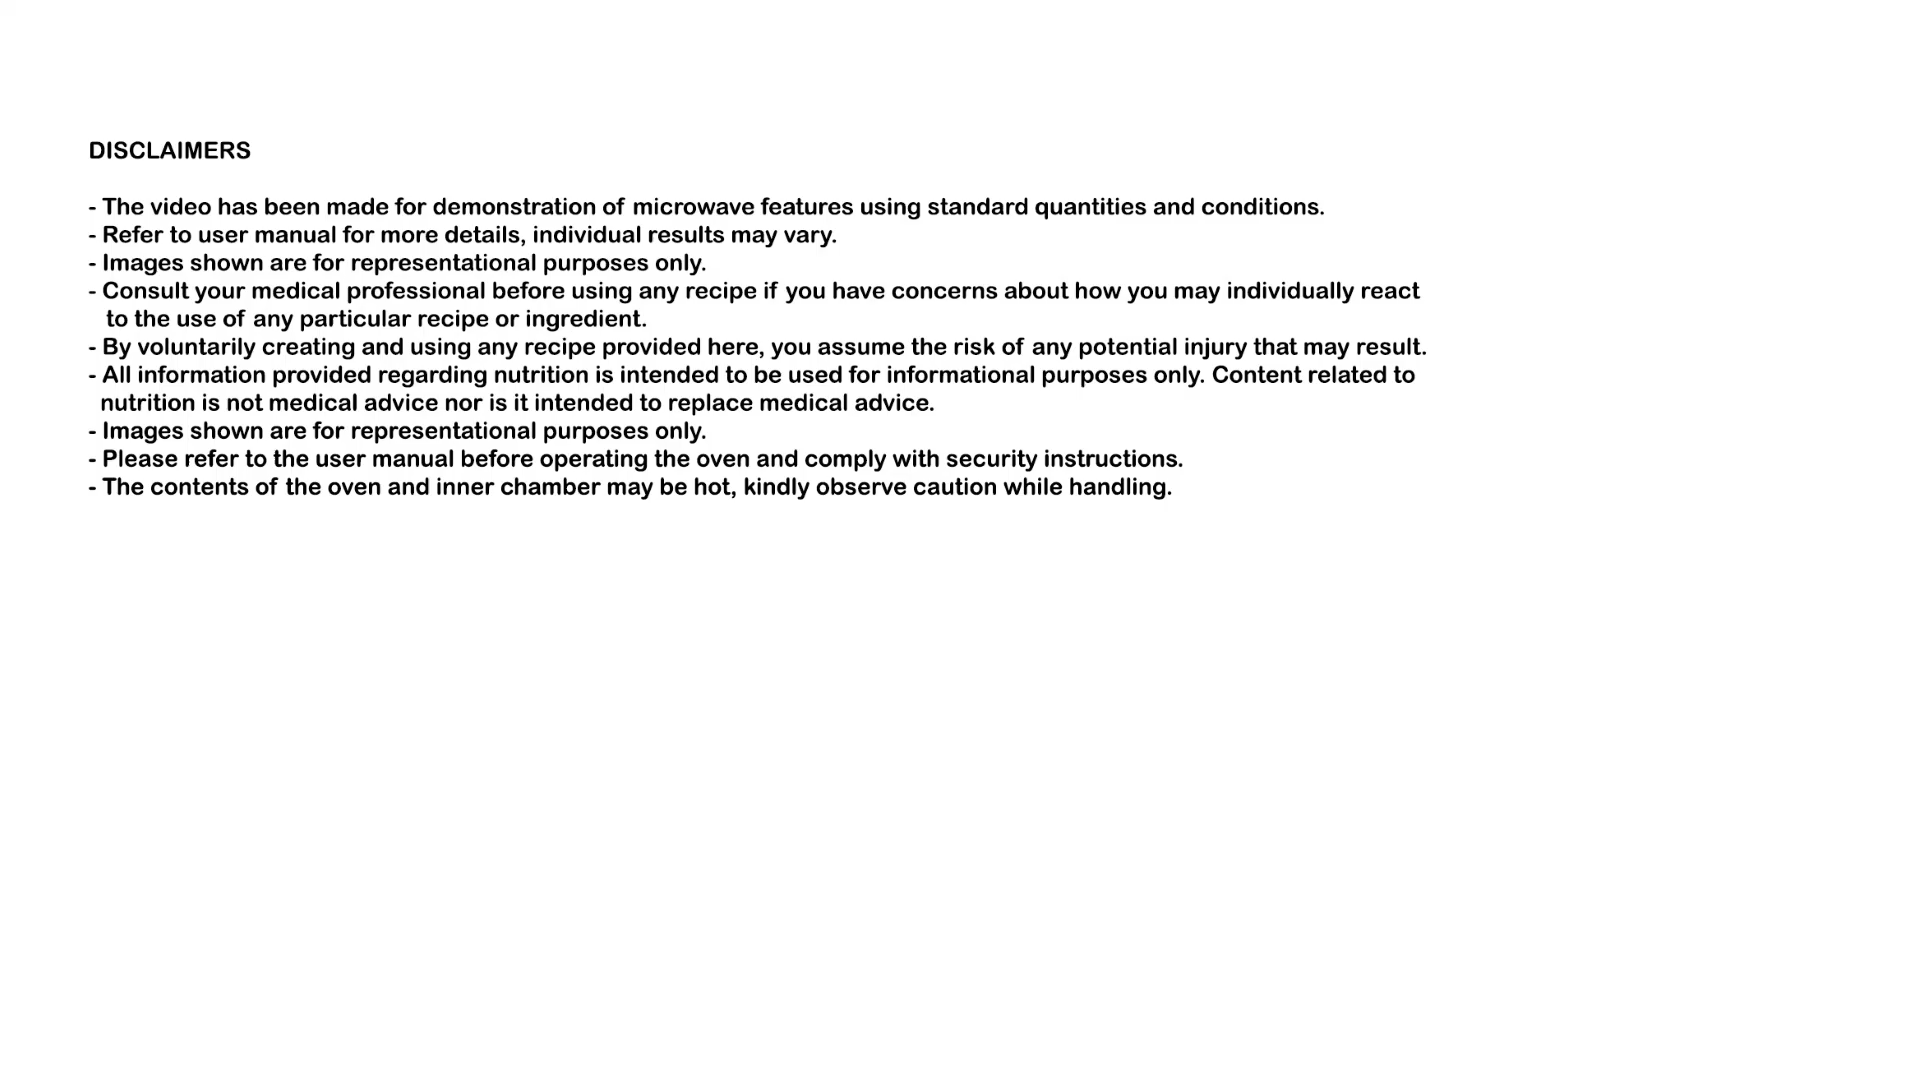 DISCLAIMERS
- The video has been made for demonstration of microwave features using standard quantities and conditions.
- Refer to user manual for more details, individual results may vary.
- Images shown are for representational purposes only.
- Consult your medical professional before using any recipe if you have concerns about how you may individually react
to the use of any particular recipe or ingredient.
- By voluntarily creating and using any recipe provided here, you assume the risk of any potential injury that may result.
- All information provided regarding nutrition is intended to be used for informational purposes only. Content related to
nutrition is not medical advice nor is it intended to replace medical advice.
- Images shown are for representational purposes only.
- Please refer to the user manual before operating the oven and comply with security instructions.
- The contents of the oven and inner chamber may be hot, kindly observe caution while handling.